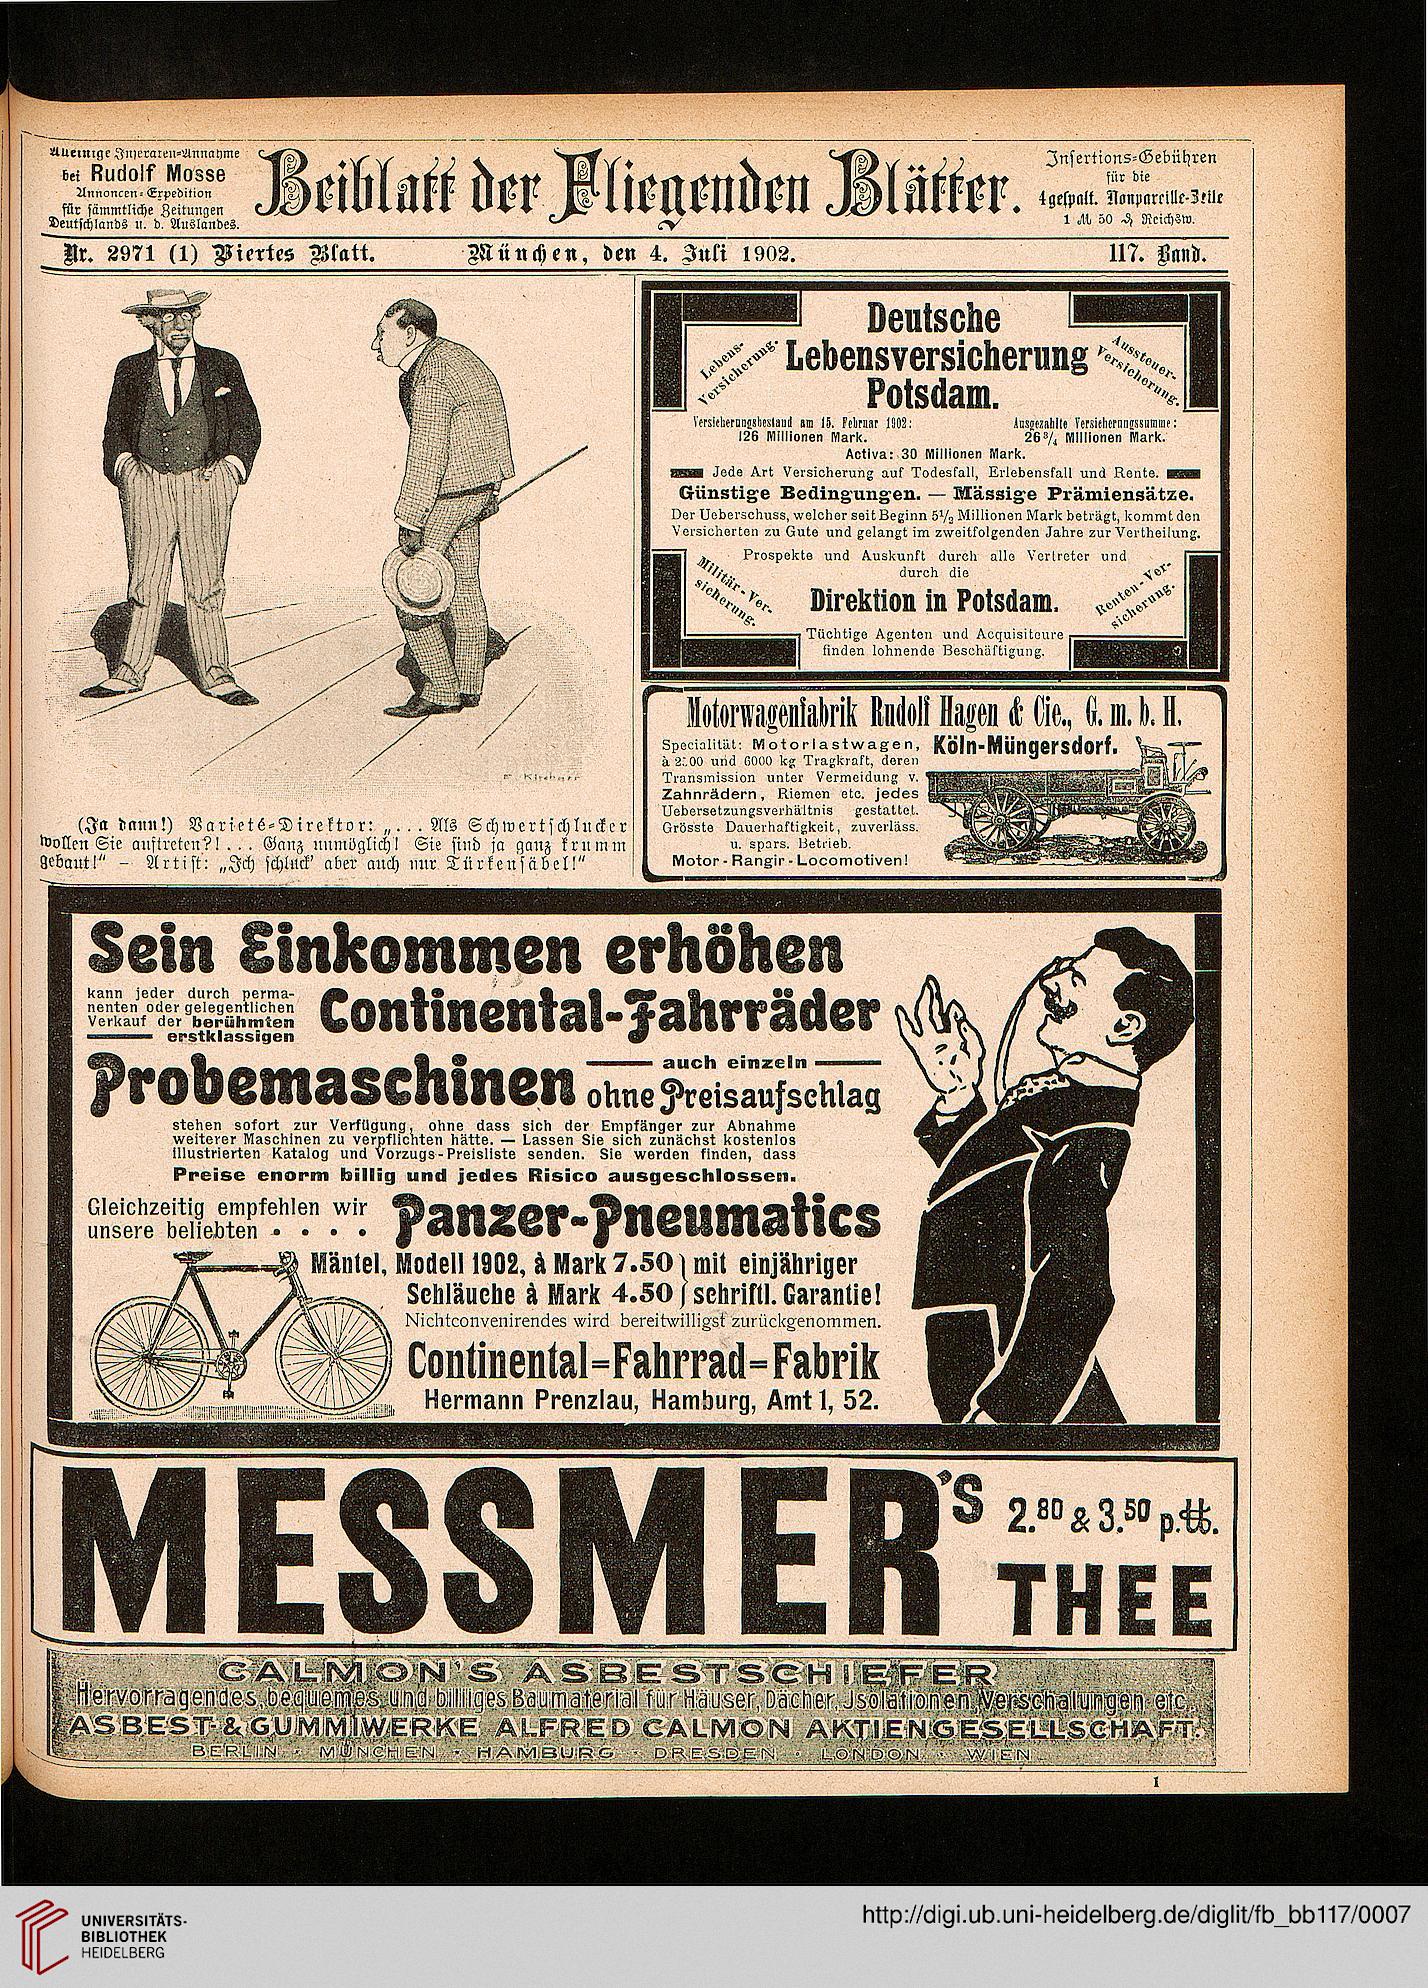 Alleinige Inseraten-Annahme
bei Rudolf Mosse
Annoncen-Expedition
für sämmtliche Zeitungen
Deutschlands u. d. Auslandes.
Beiblatt der Fliegenden Blätter.
Insertions-Gebühren
für die
4gespalt. Nonpareille-Zeile
1 ℳ 50 ₰ Reichsw.
Nr. 2971 (1) Viertes Blatt. München, den 4. Juli 1902. 117. Band.
F. Kirchner
(Ja dann!) Varieté-Direktor: „... Als Schwertschlucker
wollen Sie auftreten?!... Ganz unmöglich! Sie sind ja ganz krumm
gebaut!" – Artist: „Ich schluck' aber auch nur Türkensäbel!"
Deutsche
Lebensversicherung
Potsdam.
Lebens-
Versicherung.
Aussteuer-
Versicherung.
Versicherungsbestand am 15. Februar 1902:
126 Millionen Mark.
Ausgezahlte Versicherungssumme:
26 3/4 Millionen Mark.
Activa: 30 Millionen Mark.
Jede Art Versicherung auf Todesfall, Erlebensfall und Rente.
Günstige Bedingungen. — Mässige Prämiensätze.
Der Ueberschuss, welcher seit Beginn 5½ Millionen Mark beträgt, kommt den
Versicherten zu Gute und gelangt im zweitfolgenden Jahre zur Vertheilung.
Prospekte und Auskunft durch alle Vertreter und
durch die
Militär-Ver-
sicherung.
Direktion in Potsdam.
Renten-Ver-
sicherung.
Tüchtige Agenten und Acquisiteure
finden lohnende Beschäftigung.
Motorwagenfabrik Rudolf Hagen & Cie., G. m. b. H.
Köln-Müngersdorf.
Specialität: Motorlastwagen,
à 2500 und 6000 kg Tragkraft, deren
Transmission unter Vermeidung v.
Zahnrädern, Riemen etc. jedes
Uebersetzungsverhältnis gestattet.
Grösste Dauerhaftigkeit, zuverläss.
u. spars. Betrieb.
Motor-Rangir-Locomotiven!
Sein Einkommen erhöhen
kann jeder durch perma-
nenten oder gelegentlichen
Verkauf der berühmten
erstklassigen
Continental-Fahrräder
Probemaschinen
auch einzeln
ohne Preisaufschlag
stehen sofort zur Verfügung, ohne dass sich der Empfänger zur Abnahme
weiterer Maschinen zu verpflichten hätte. — Lassen Sie sich zunächst kostenlos
illustrierten Katalog und Vorzugs-Preisliste senden. Sie werden finden, dass
Preise enorm billig und jedes Risico ausgeschlossen.
Gleichzeitig empfehlen wir
unsere beliebten . . . .
Panzer-Pneumatics
Mäntel, Modell 1902, à Mark 7.50 } mit einjähriger
Schläuche à Mark 4.50 } schriftl. Garantie!
Nichtconvenirendes wird bereitwilligst zurückgenommen.
Continental-Fahrrad-Fabrik
Hermann Prenzlau, Hamburg, Amt 1, 52.
MESSMER'S
2.80 & 3.50 p. ℔.
THEE
CALMON'S ASBESTSCHIEFER
Hervorragendes, bequemes und billiges Baumaterial für Häuser, Dächer, Jsolationen, Verschalungen etc.
ASBEST- & GUMMIWERKE ALFRED CALMON AKTIENGESELLSCHAFT.
BERLIN · MÜNCHEN · HAMBURG · DRESDEN · LONDON · WIEN
1
UNIVERSITÄTS-
BIBLIOTHEK
HEIDELBERG
http://digi.ub.uni-heidelberg.de/diglit/fb_bb117/0007